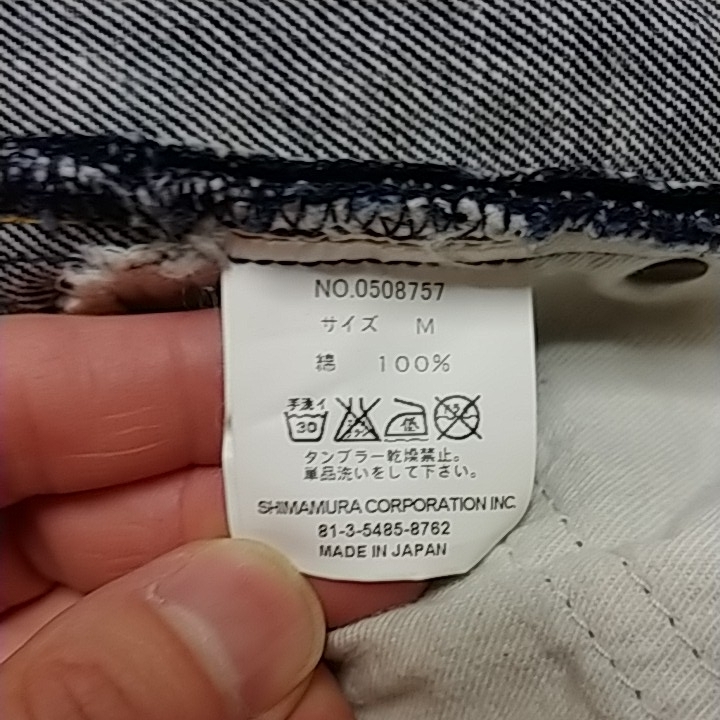 NO.0508757
サイズ M
綿 100%
手洗イ
30 低
タンブラー乾燥禁止。
単品洗いをして下さい。
SHIMAMURA CORPORATION INC.
81-3-5485-8762
MADE IN JAPAN